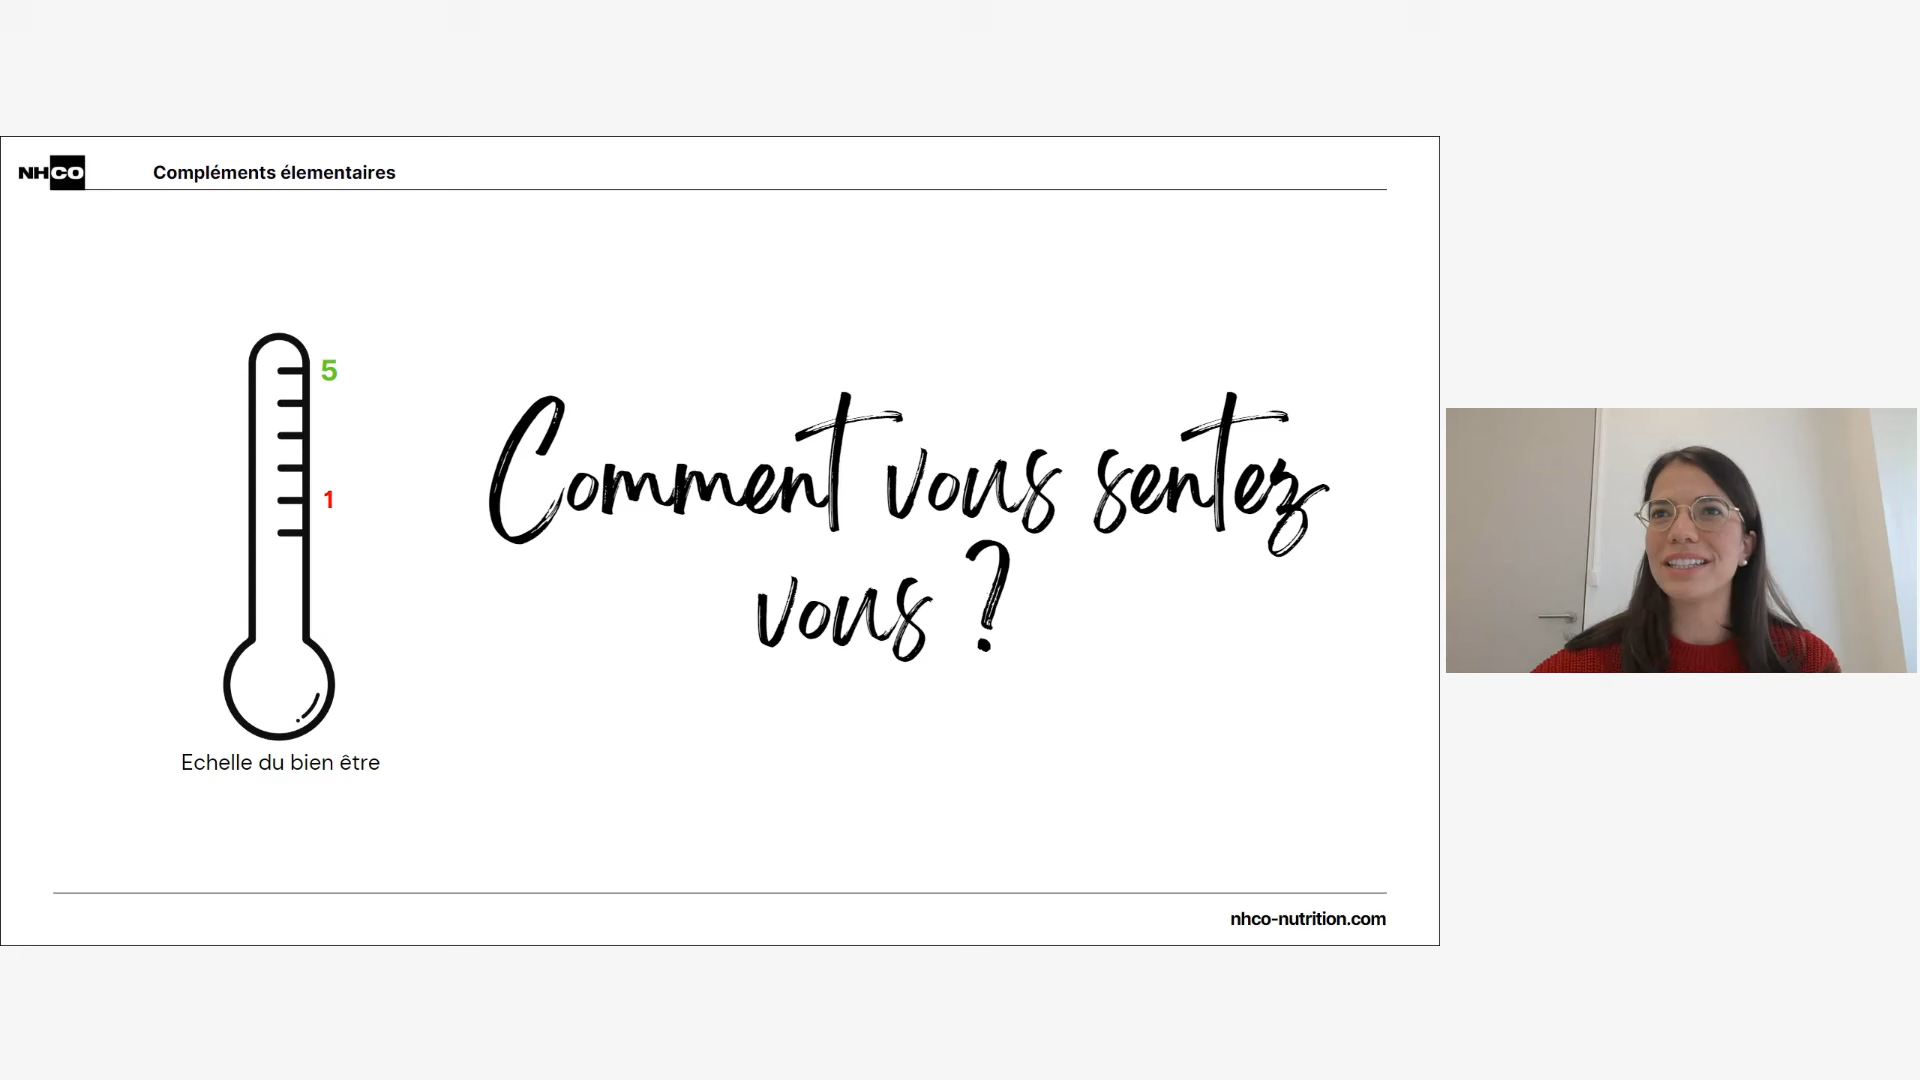 NHCO
Compléments élementaires
5
1
Comment vous sentez
vous ?
Echelle du bien être
nhco-nutrition.com